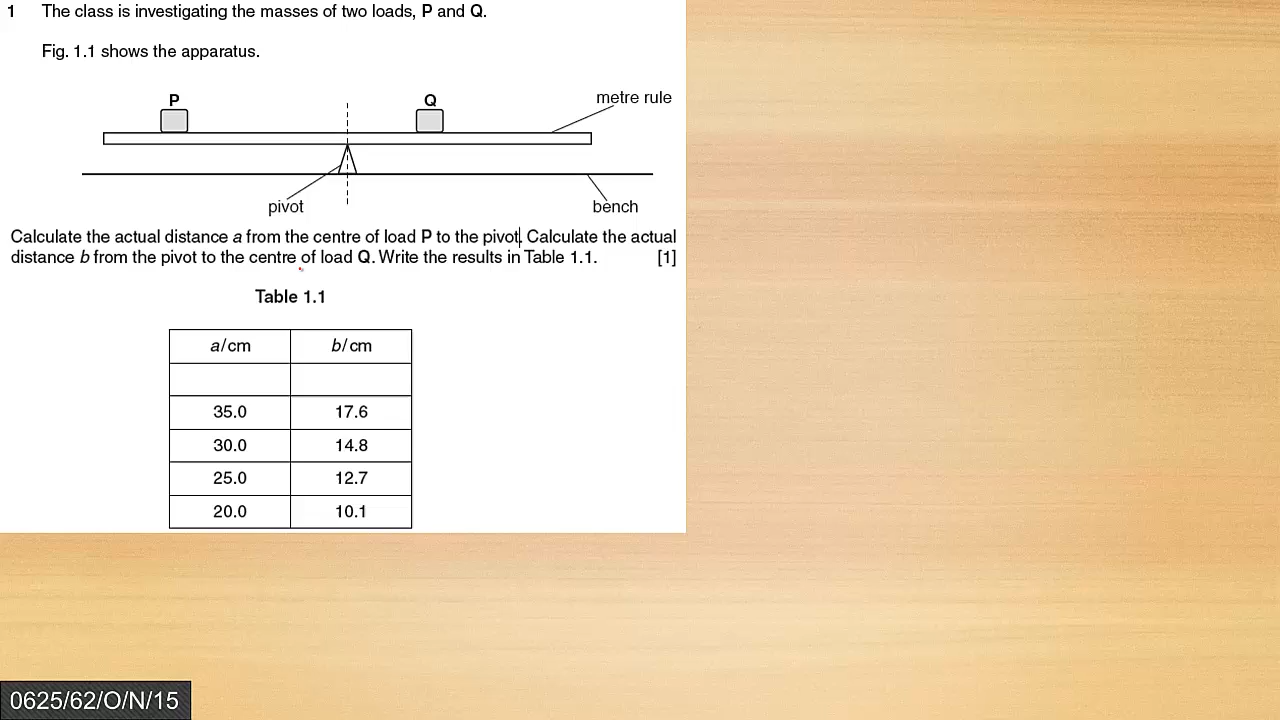 1 The class is investigating the masses of two loads, P and Q.
Fig. 1.1 shows the apparatus.
P
Q
metre rule
pivot
bench
Calculate the actual distance a from the centre of load P to the pivot. Calculate the actual
distance b from the pivot to the centre of load Q. Write the results in Table 1.1. [1]
Table 1.1
a/cm b/cm
35.0 17.6
30.0 14.8
25.0 12.7
20.0 10.1
0625/62/O/N/15